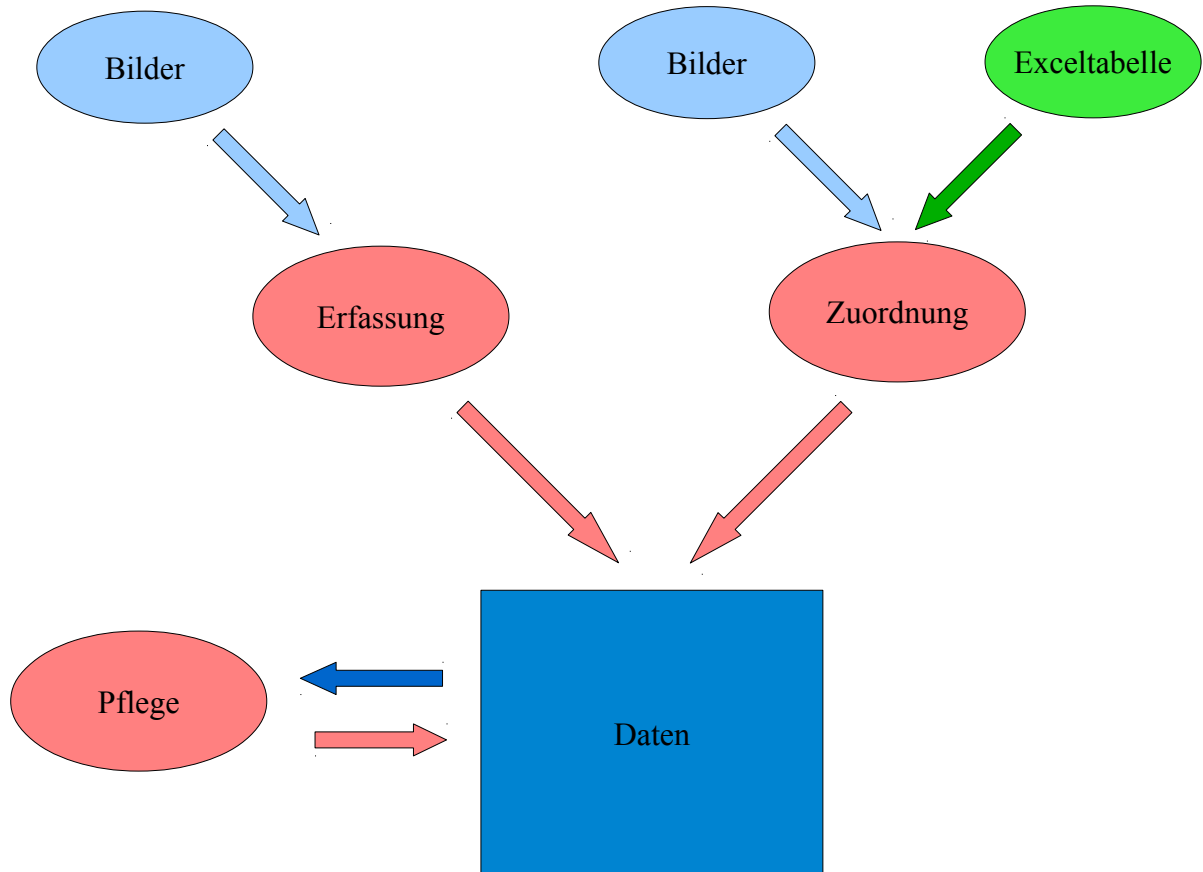 Bilder
Bilder
Exceltabelle
Erfassung
Zuordnung
Pflege
Daten